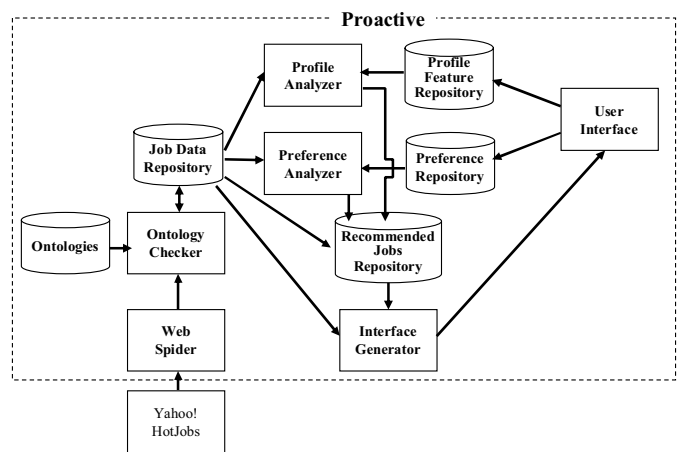 Proactive
Profile
Analyzer
Profile
Feature
Repository
User
Interface
Job Data
Repository
Preference
Analyzer
Preference
Repository
Ontologies
Ontology
Checker
Recommended
Jobs
Repository
Web
Spider
Interface
Generator
Yahoo!
HotJobs